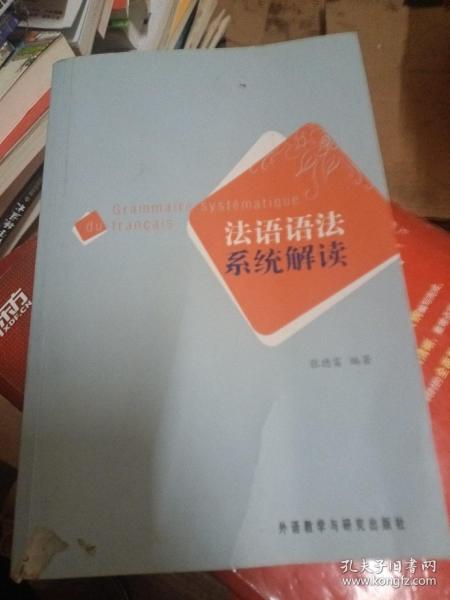 Grammaire systématique
du français
法语语法
系统解读
张德富 编著
外语教学与研究出版社
孔夫子旧书网
www.kongfz.com